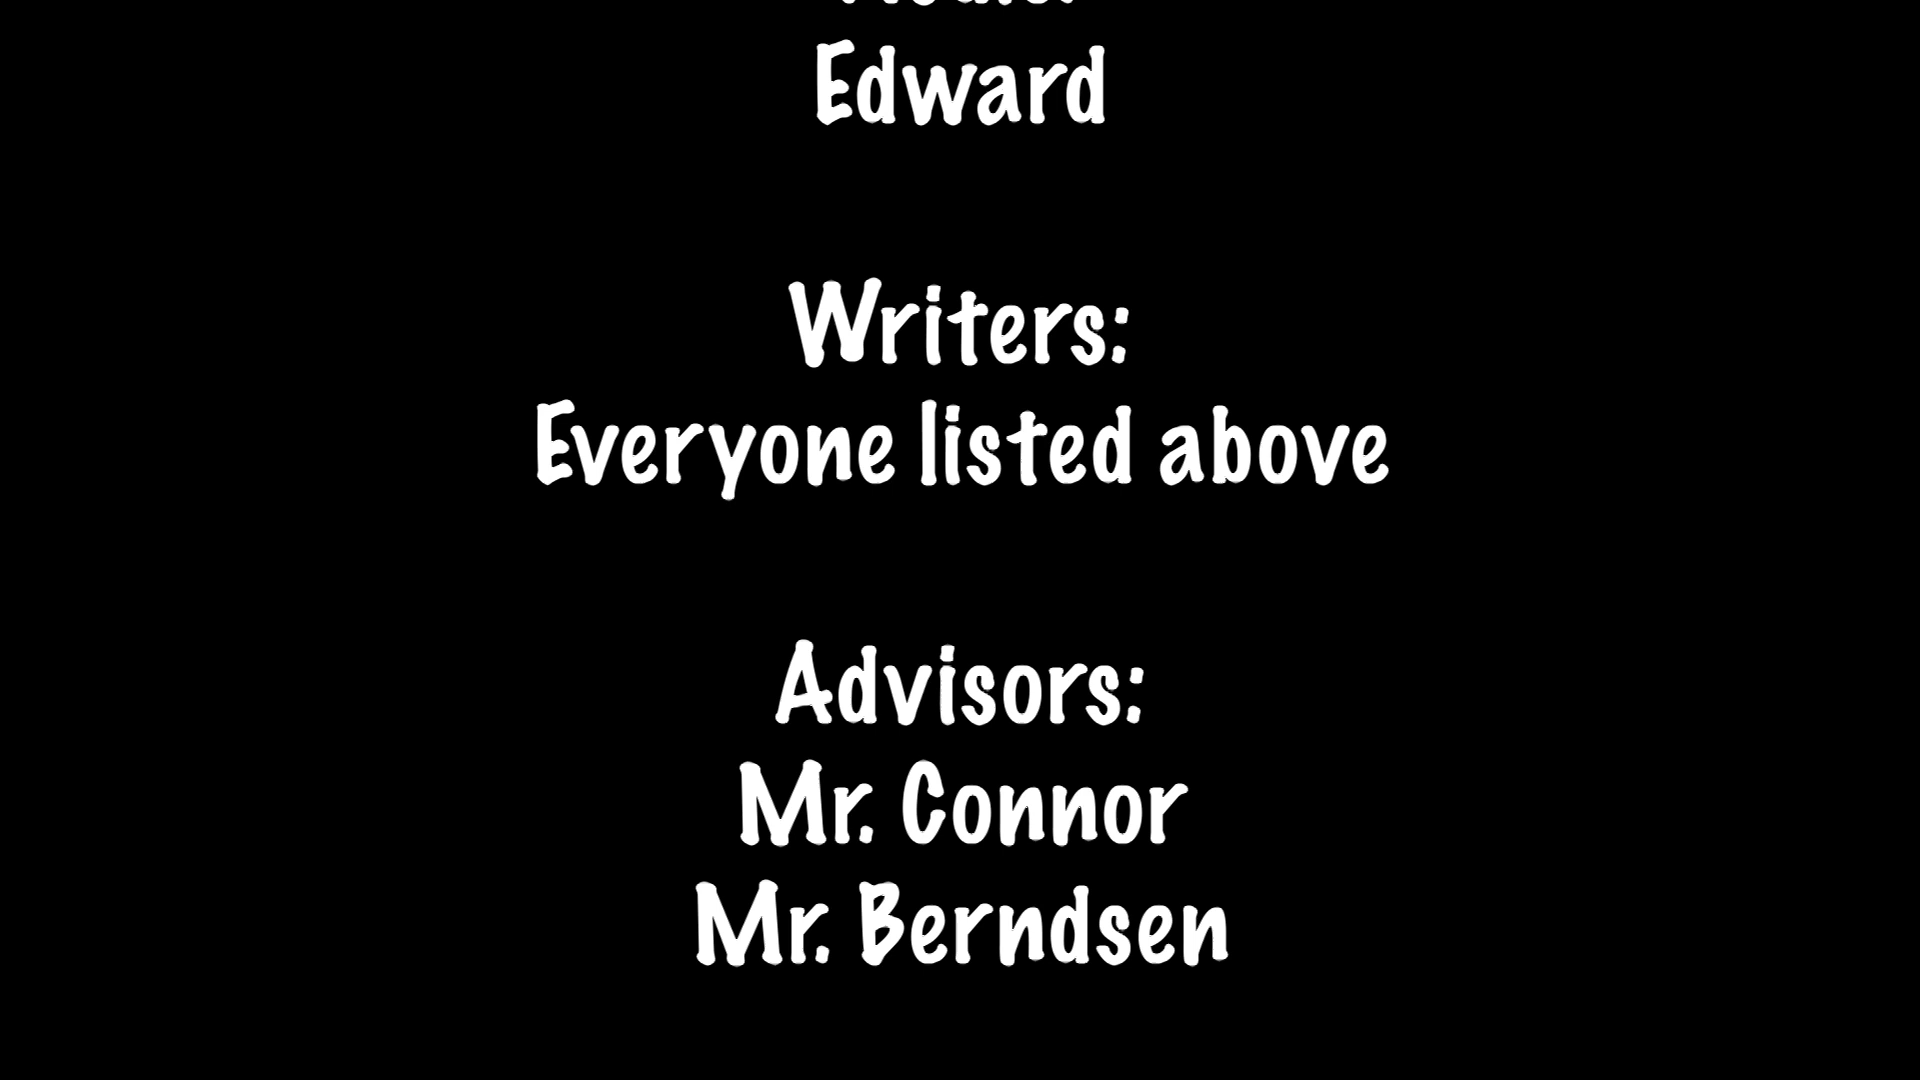 Edward
Writers:
Everyone listed above
Advisors:
Mr. Connor
Mr. Berndsen